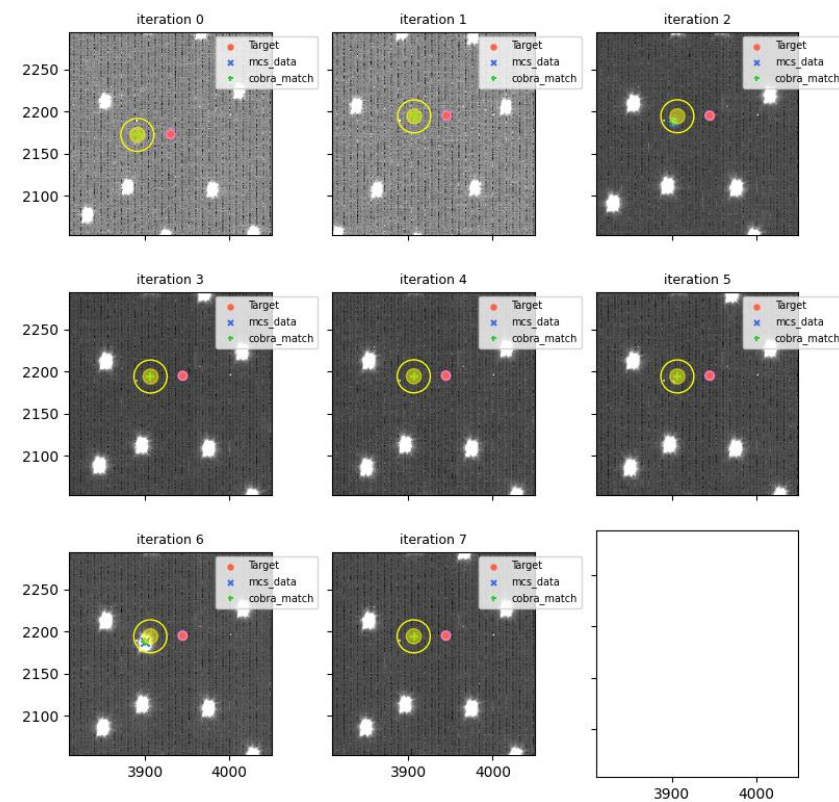 iteration 0
iteration 1
iteration 2
Target
mcs_data
cobra_match
Target
mcs_data
cobra_match
Target
mcs_data
cobra_match
2250
2200
2150
2100
iteration 3
iteration 4
iteration 5
Target
mcs_data
cobra_match
Target
mcs_data
cobra_match
Target
mcs_data
cobra_match
2250
2200
2150
2100
iteration 6
iteration 7
Target
mcs_data
cobra_match
Target
mcs_data
cobra_match
2250
2200
2150
2100
3900 4000
3900 4000
3900 4000